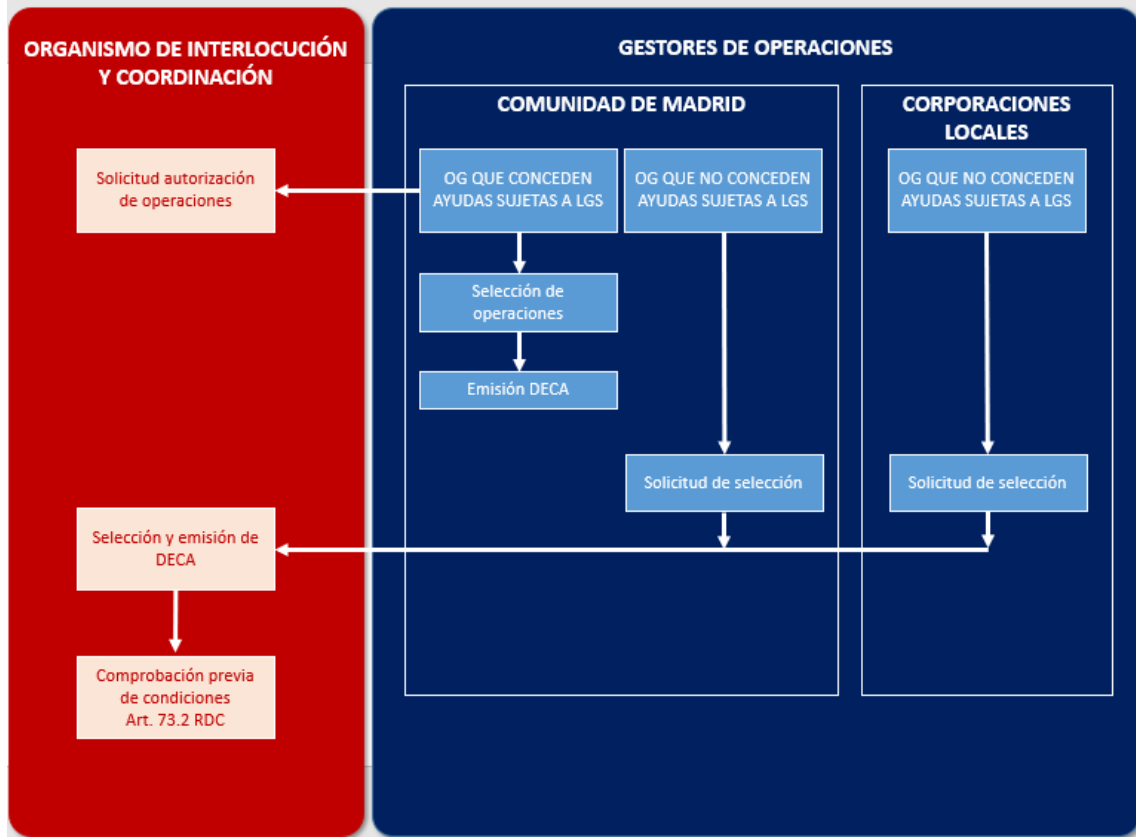 ORGANISMO DE INTERLOCUCIÓN
Y COORDINACIÓN
Solicitud autorización
de operaciones
Selección y emisión de
DECA
Comprobación previa
de condiciones
Art. 73.2 RDC
GESTORES DE OPERACIONES
COMUNIDAD DE MADRID
OG QUE CONCEDEN
AYUDAS SUJETAS A LGS
Selección de
operaciones
Emisión DECA
OG QUE NO CONCEDEN
AYUDAS SUJETAS A LGS
Solicitud de selección
CORPORACIONES
LOCALES
OG QUE NO CONCEDEN
AYUDAS SUJETAS A LGS
Solicitud de selección